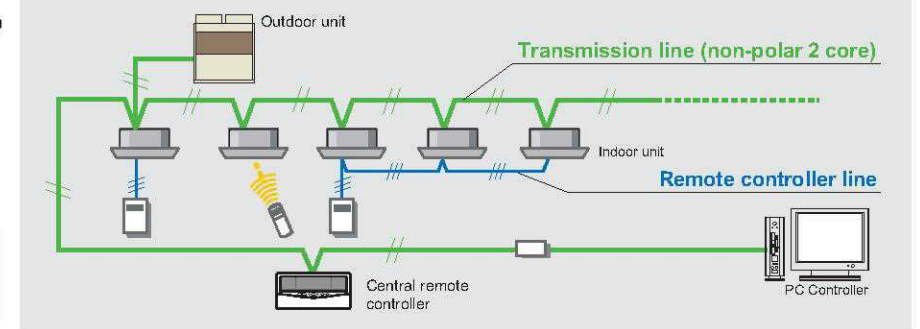 Outdoor unit
Transmission line (non-polar 2 core)
Indoor unit
Remote controller line
Central remote
controller
PC Controller